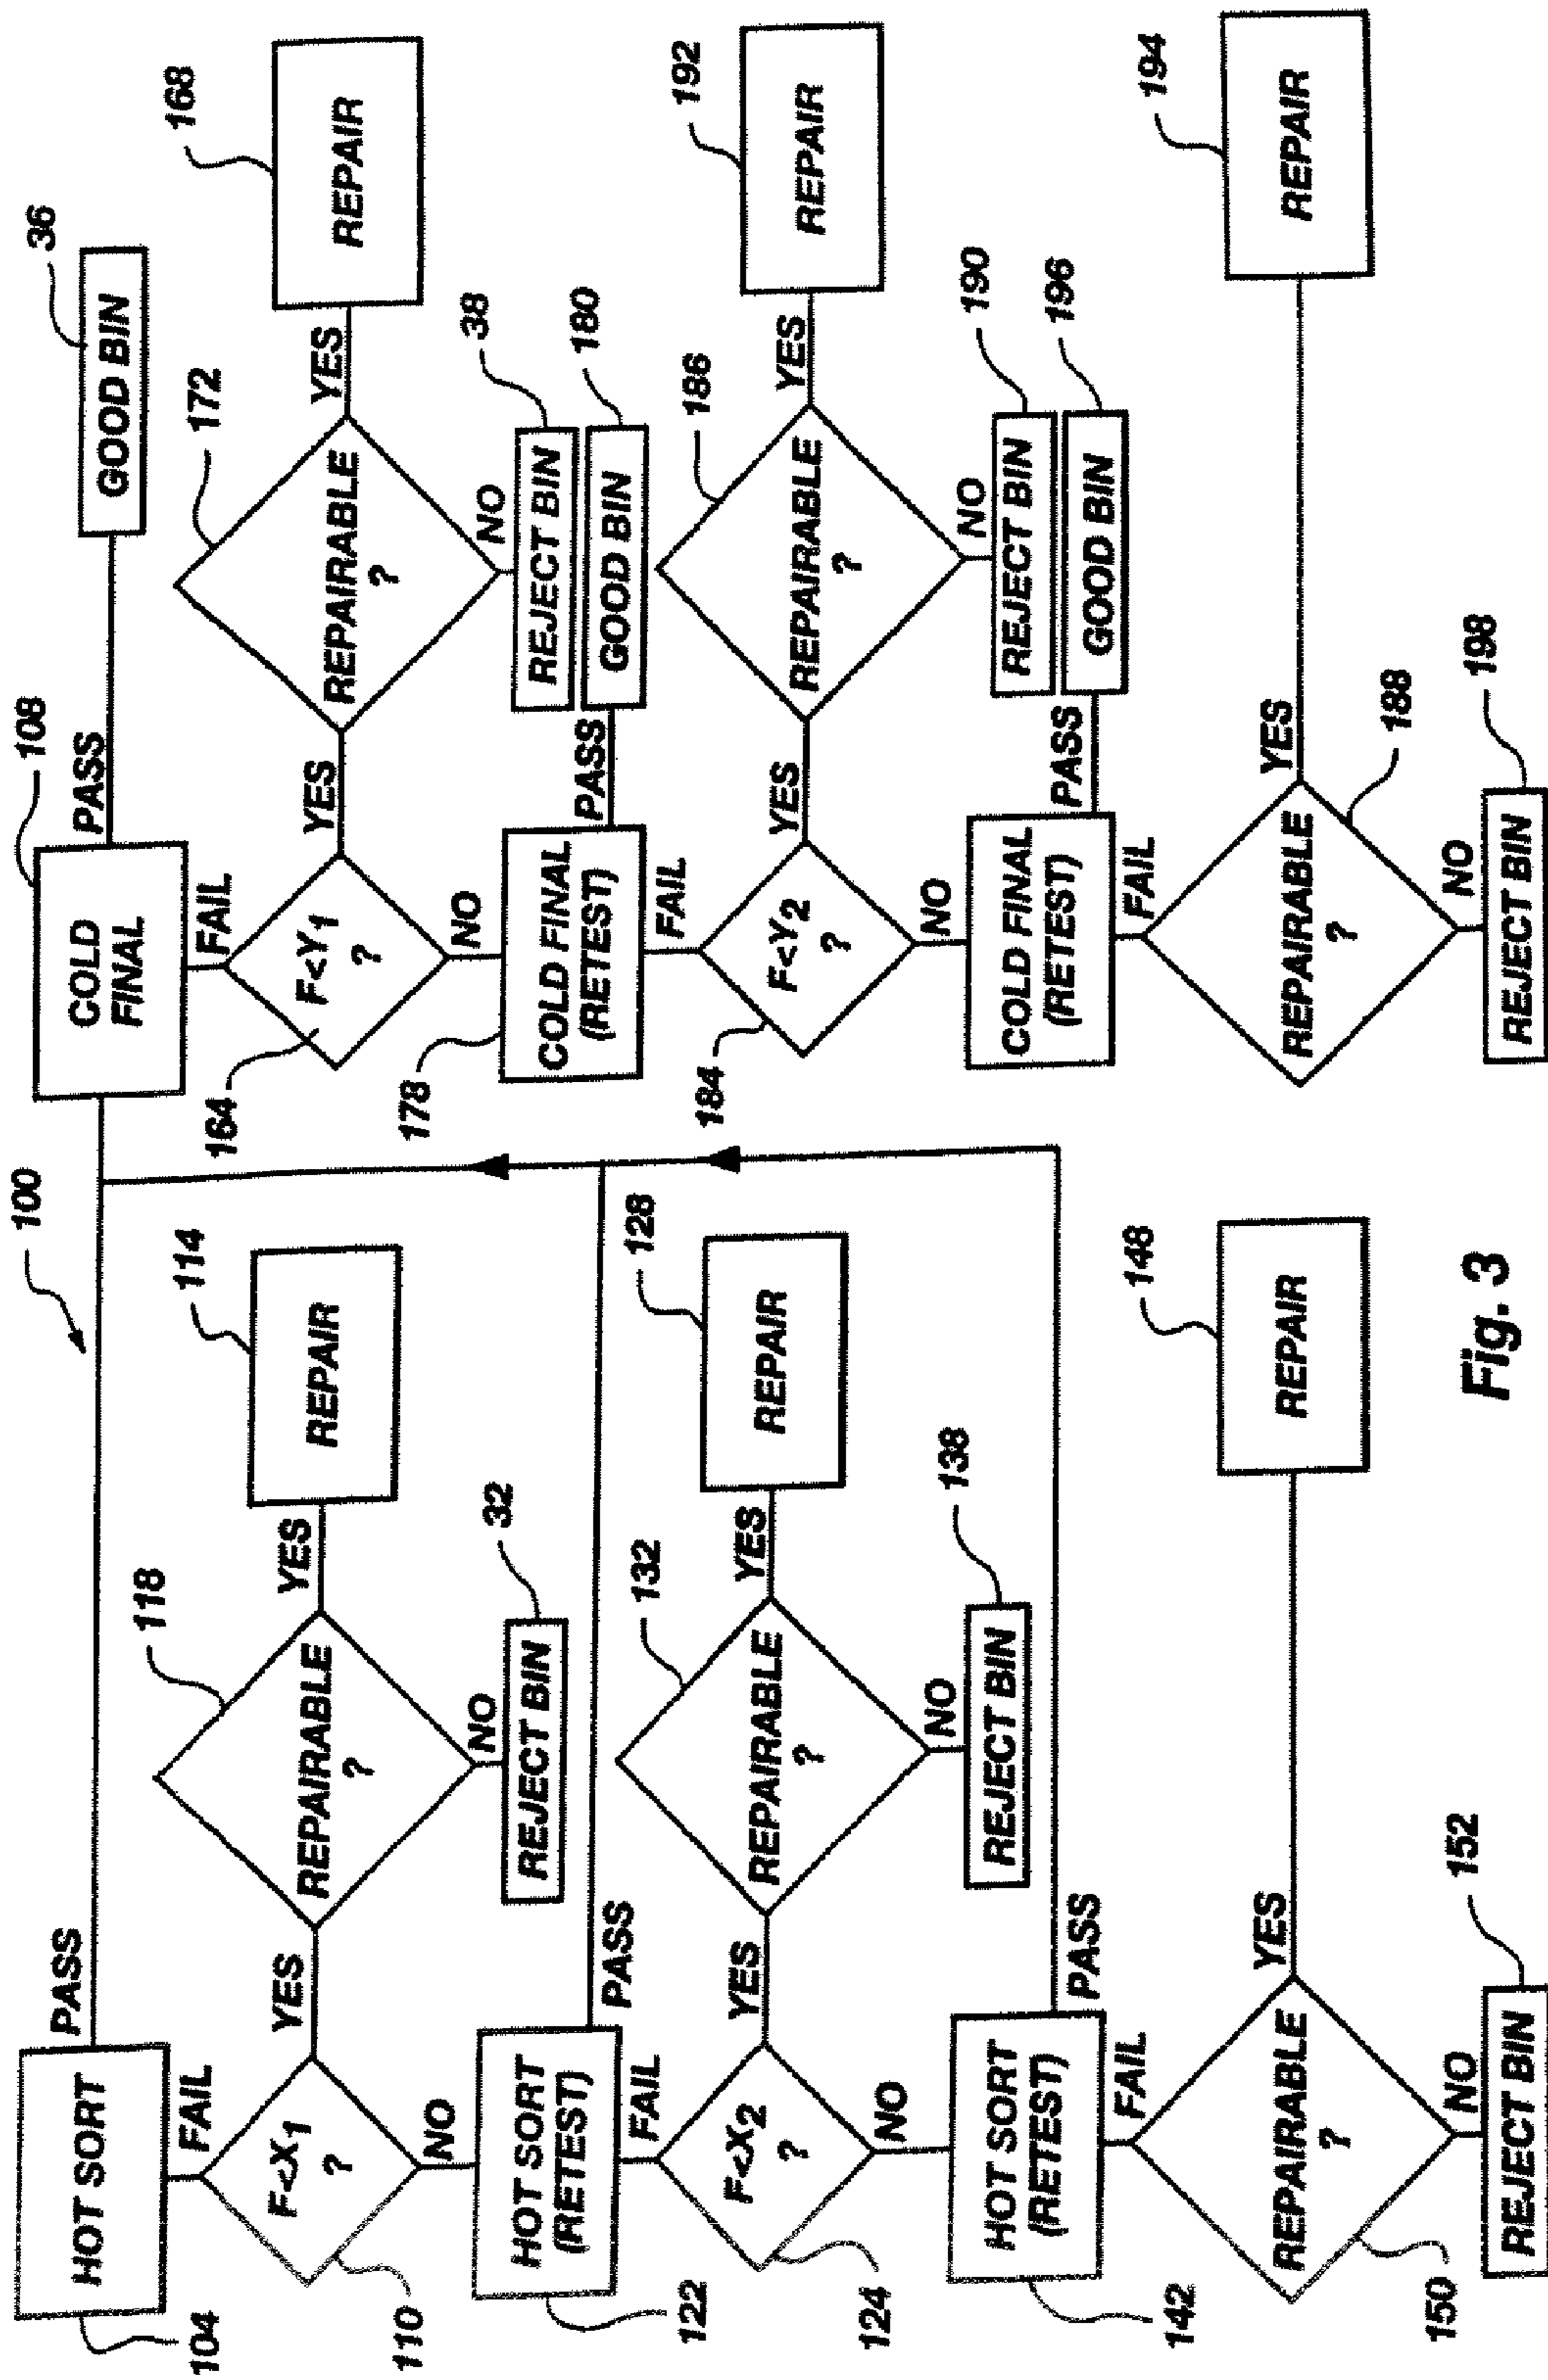 100
104
HOT SORT
PASS
FAIL
110
F<X1
?
YES
118
REPAIRABLE
?
YES
114
REPAIR
NO
32
REJECT BIN
NO
122
HOT SORT
(RETEST)
PASS
FAIL
124
F<X2
?
YES
132
REPAIRABLE
?
YES
128
REPAIR
NO
138
REJECT BIN
NO
142
HOT SORT
(RETEST)
PASS
FAIL
150
REPAIRABLE
?
YES
148
REPAIR
NO
152
REJECT BIN
108
COLD
FINAL
PASS
36
GOOD BIN
FAIL
164
F<Y1
?
YES
172
REPAIRABLE
?
YES
168
REPAIR
NO
38
REJECT BIN
NO
178
COLD FINAL
(RETEST)
PASS
180
GOOD BIN
FAIL
184
F<Y2
?
YES
186
REPAIRABLE
?
YES
192
REPAIR
NO
190
REJECT BIN
NO
COLD FINAL
(RETEST)
PASS
196
GOOD BIN
FAIL
188
REPAIRABLE
?
YES
194
REPAIR
NO
198
REJECT BIN
Fig. 3